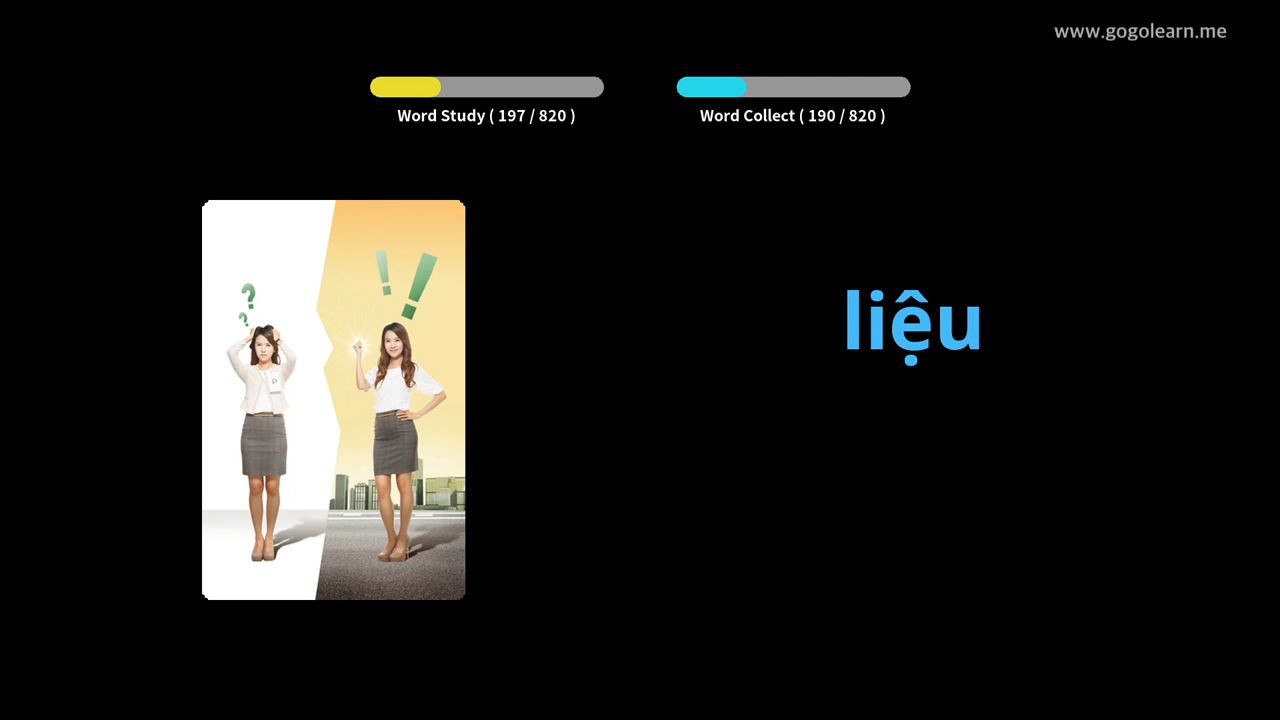 www.gogolearn.me
Word Study ( 197 / 820 )
Word Collect ( 190 / 820 )
? ?
! !
liệu